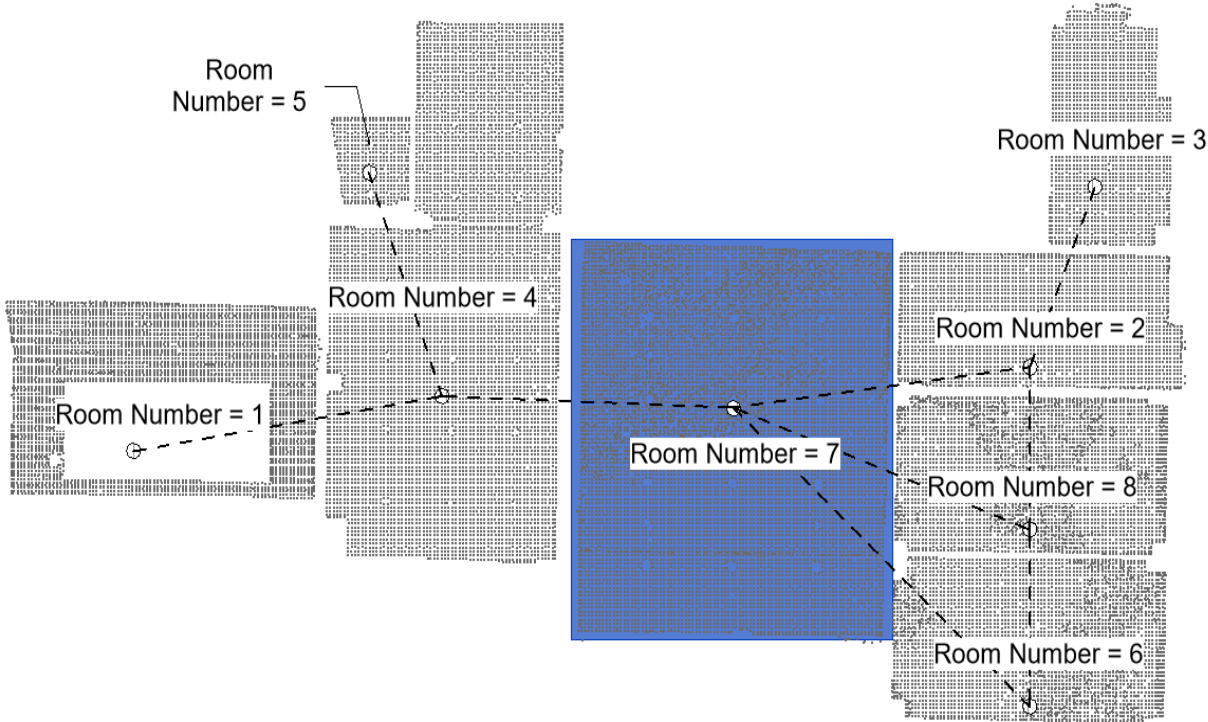 Room
Number = 5
Room Number = 3
Room Number = 4
Room Number = 2
Room Number = 1
Room Number = 7
Room Number = 8
Room Number = 6